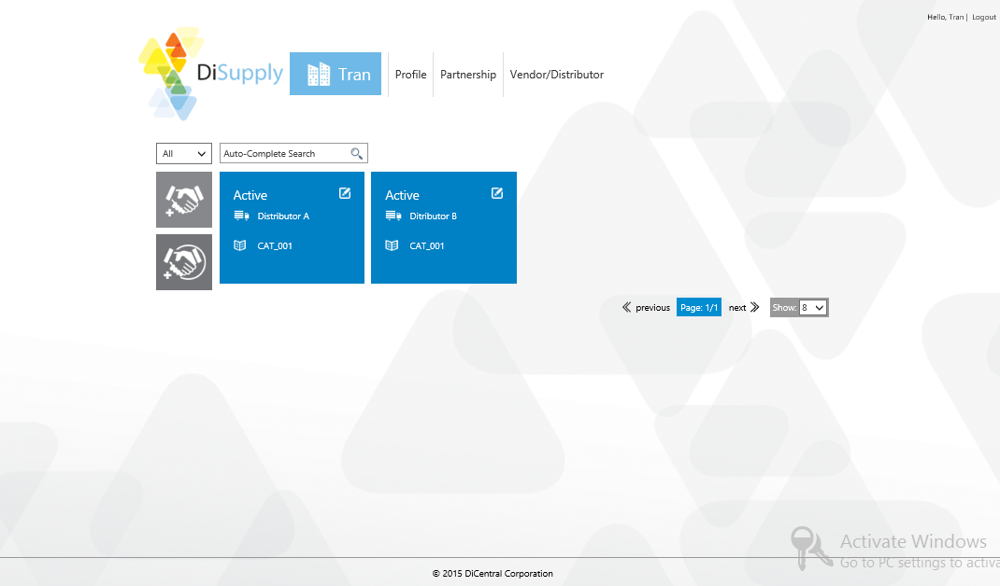 Hello, Tran | Logout
DiSupply
Tran
Profile
Partnership
Vendor/Distributor
All
Auto-Complete Search
Active
Distributor A
CAT_001
Active
Ditributor B
CAT_001
previous
Page: 1/1
next
Show: 8
Activate Windows
Go to PC settings to activa
© 2015 DiCentral Corporation